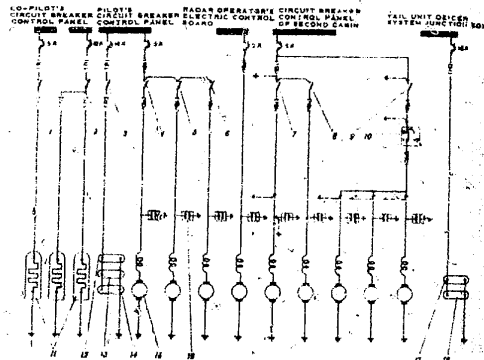 CO-PILOT'S
CIRCUIT BREAKER
CONTROL PANEL
PILOT'S
CIRCUIT BREAKER
CONTROL PANEL
RADAR OPERATOR'S
ELECTRIC CONTROL
BOARD
CIRCUIT BREAKER
CONTROL PANEL
OF SECOND CABIN
TAIL UNIT DEICER
SYSTEM JUNCTION BOX
1 2 3 4 5 6 7 8 9 10
11 12 13 14 15